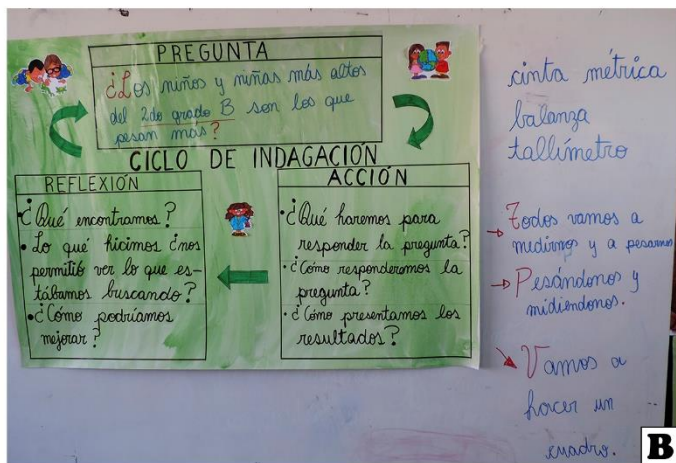 PREGUNTA
¿Los niños y niñas más altos
del 2do grado B son los que
pesan más?
CICLO DE INDAGACIÓN
REFLEXIÓN
• ¿Qué encontramos?
• Lo qué hicimos ¿nos
permitió ver lo que es-
tábamos buscando?
• ¿Cómo podríamos
mejorar?
ACCIÓN
• ¿Qué haremos para
responder la pregunta?
• ¿Cómo responderemos la
pregunta?
• ¿Cómo presentamos los
resultados?
cinta métrica
balanza
tallímetro
→ Todos vamos a
medirnos y a pesarnos
→ Pesándonos y
midiéndonos.
→ Vamos a
hacer un
cuadro.
B